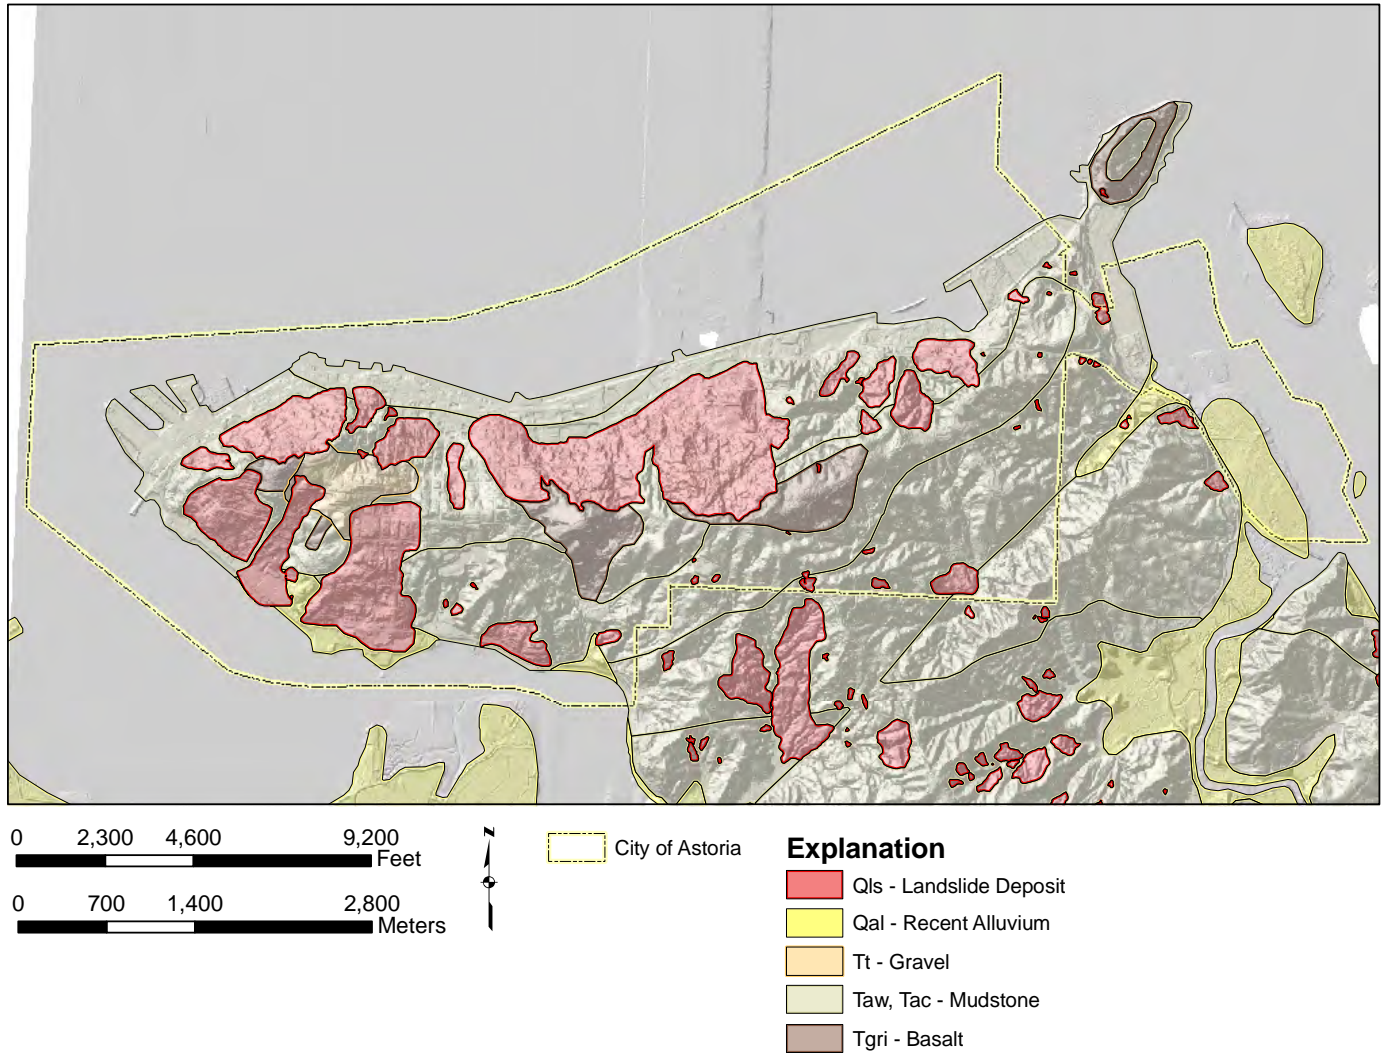 0 2,300 4,600 9,200
Feet
0 700 1,400 2,800
Meters
N
City of Astoria
Explanation
Qls - Landslide Deposit
Qal - Recent Alluvium
Tt - Gravel
Taw, Tac - Mudstone
Tgri - Basalt